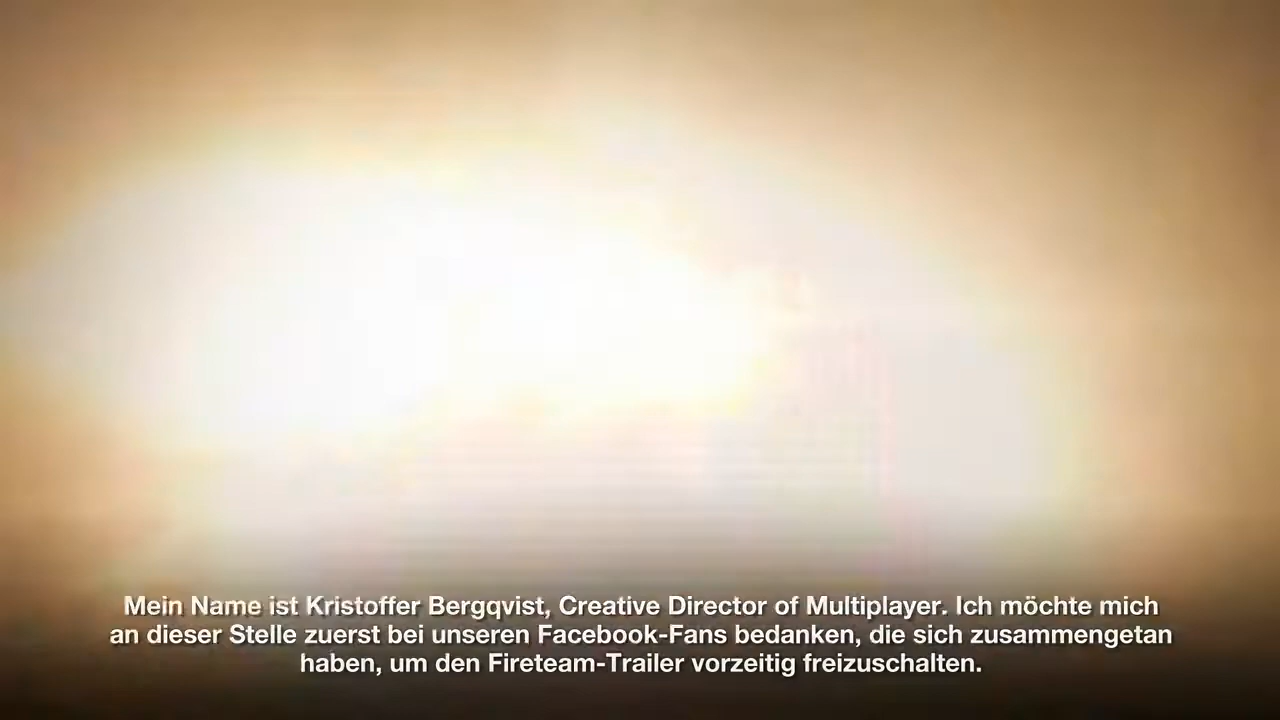 Mein Name ist Kristoffer Bergqvist, Creative Director of Multiplayer. Ich möchte mich
an dieser Stelle zuerst bei unseren Facebook-Fans bedanken, die sich zusammengetan
haben, um den Fireteam-Trailer vorzeitig freizuschalten.